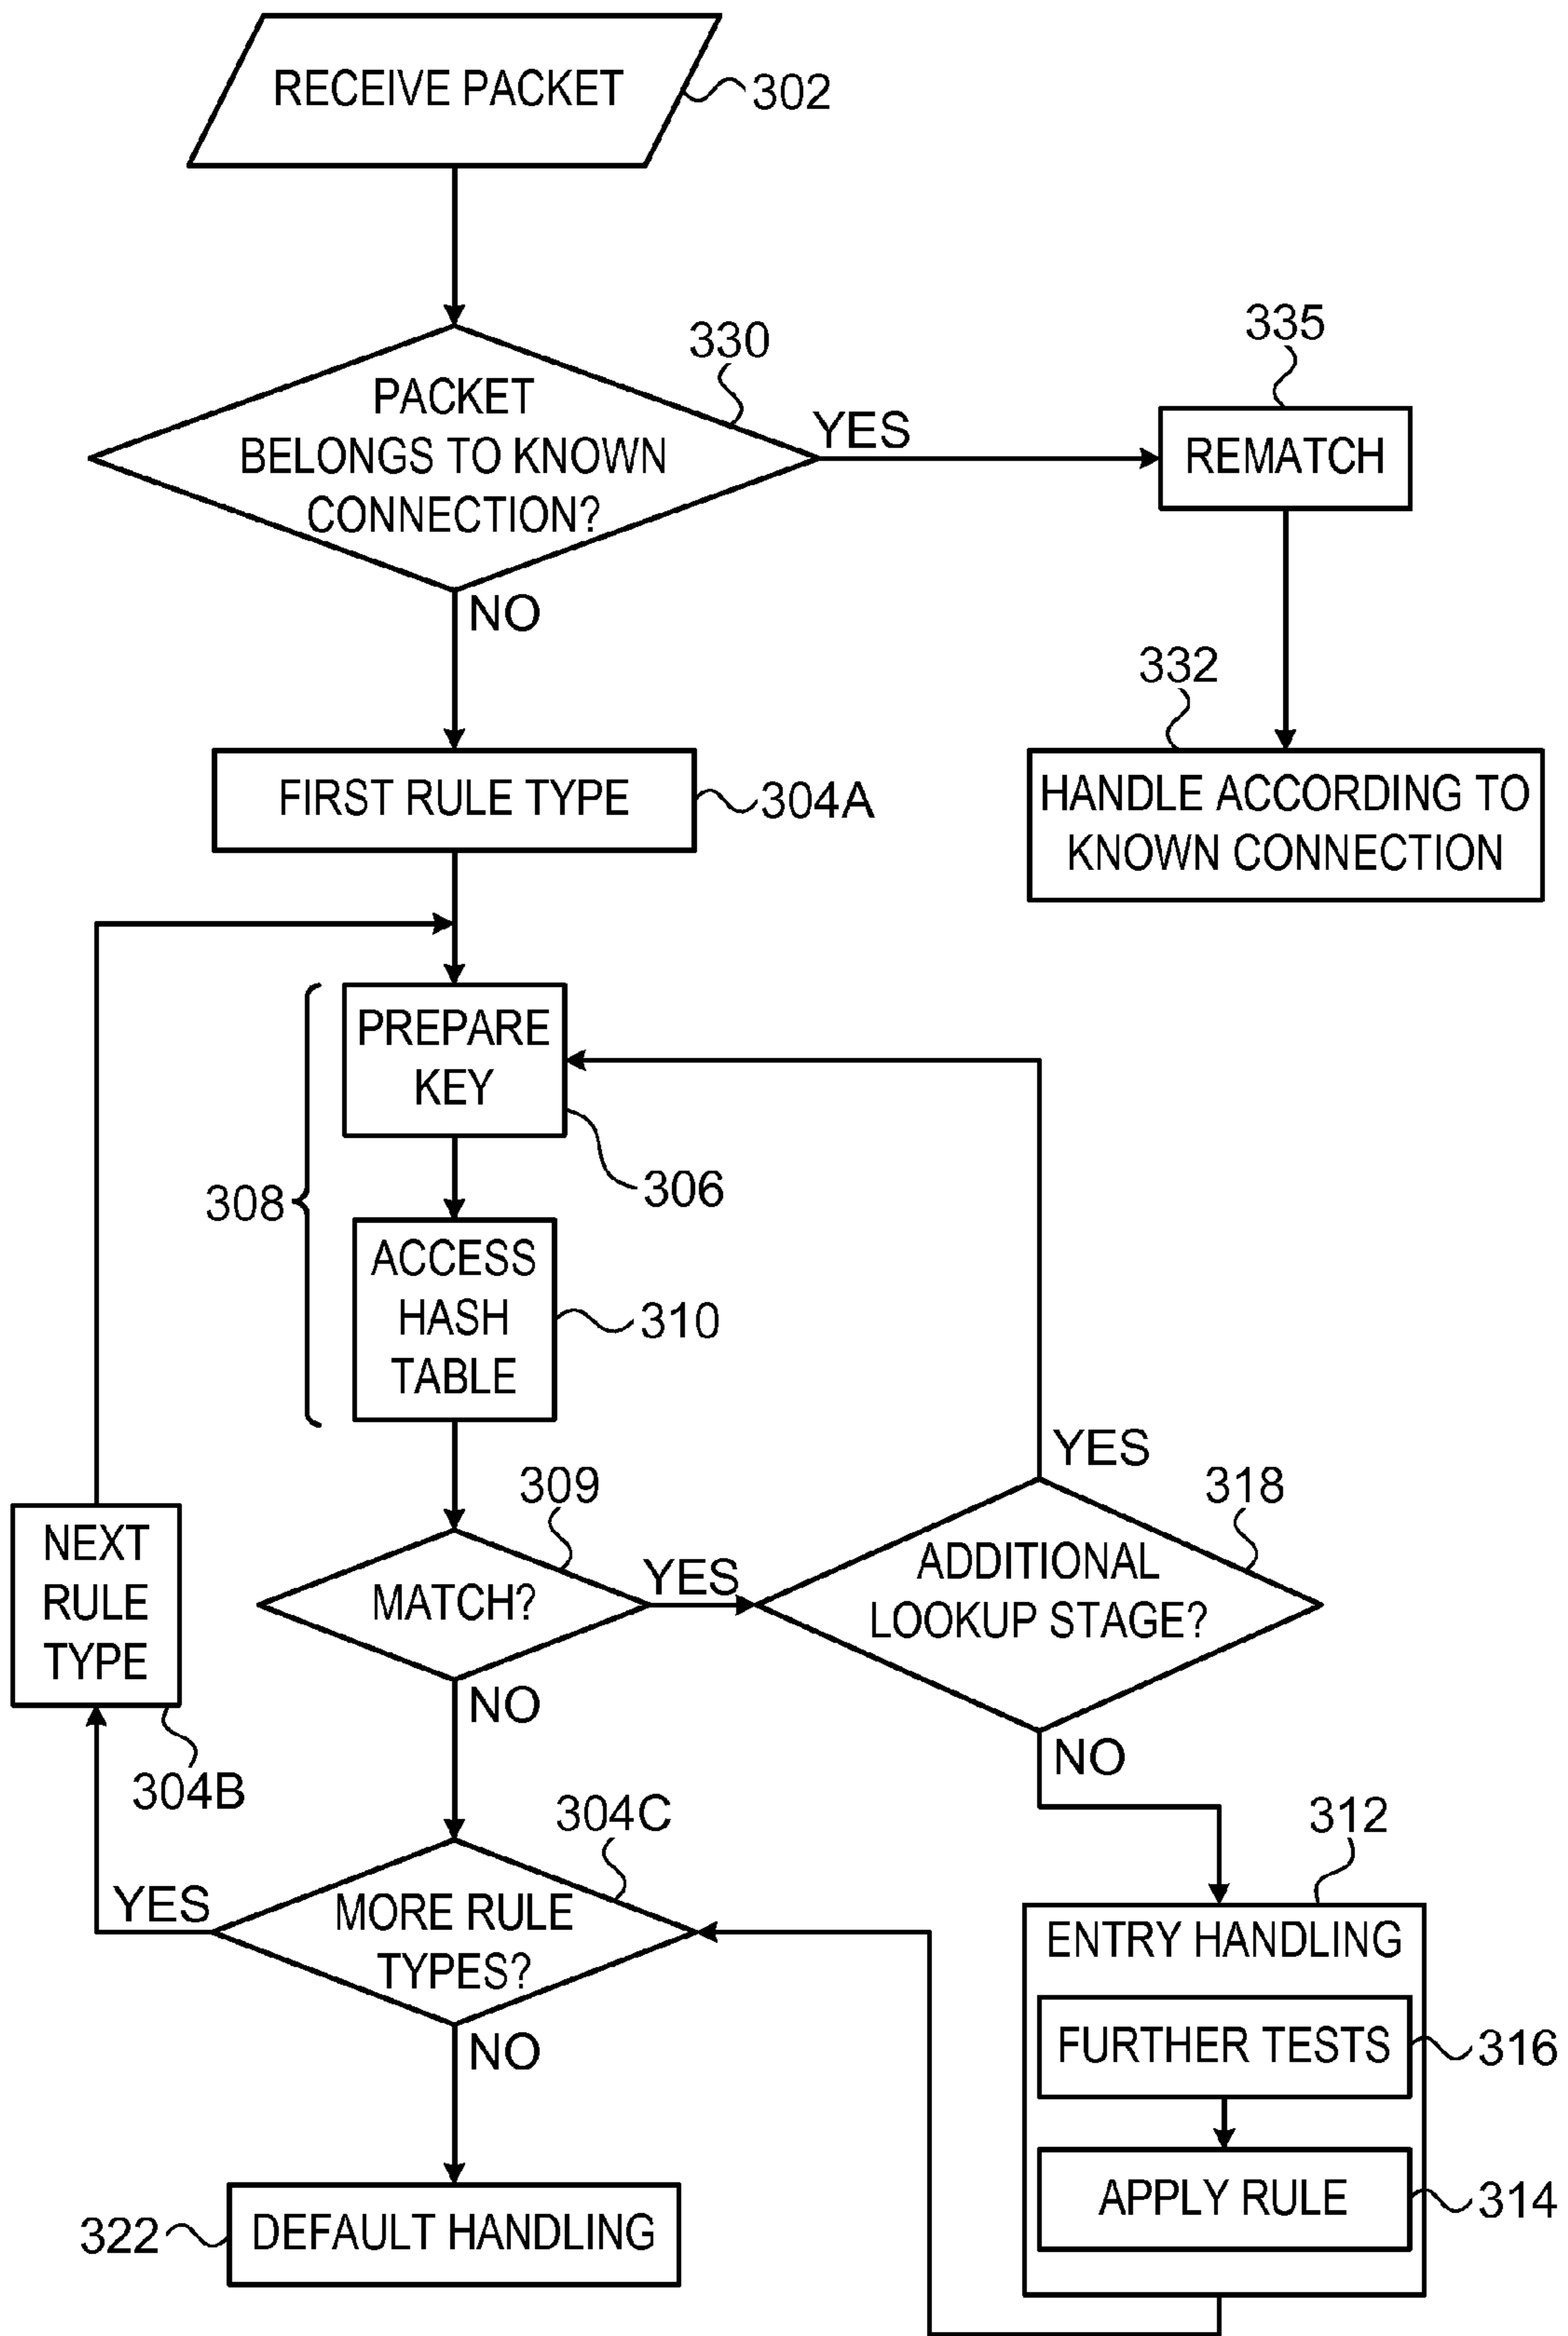 RECEIVE PACKET
302
330
PACKET
BELONGS TO KNOWN
CONNECTION?
YES
335
REMATCH
NO
332
HANDLE ACCORDING TO
KNOWN CONNECTION
FIRST RULE TYPE
304A
PREPARE
KEY
306
308
ACCESS
HASH
TABLE
310
309
MATCH?
YES
YES
318
ADDITIONAL
LOOKUP STAGE?
NO
NEXT
RULE
TYPE
304B
NO
304C
MORE RULE
TYPES?
YES
312
ENTRY HANDLING
FURTHER TESTS
316
APPLY RULE
314
NO
322
DEFAULT HANDLING